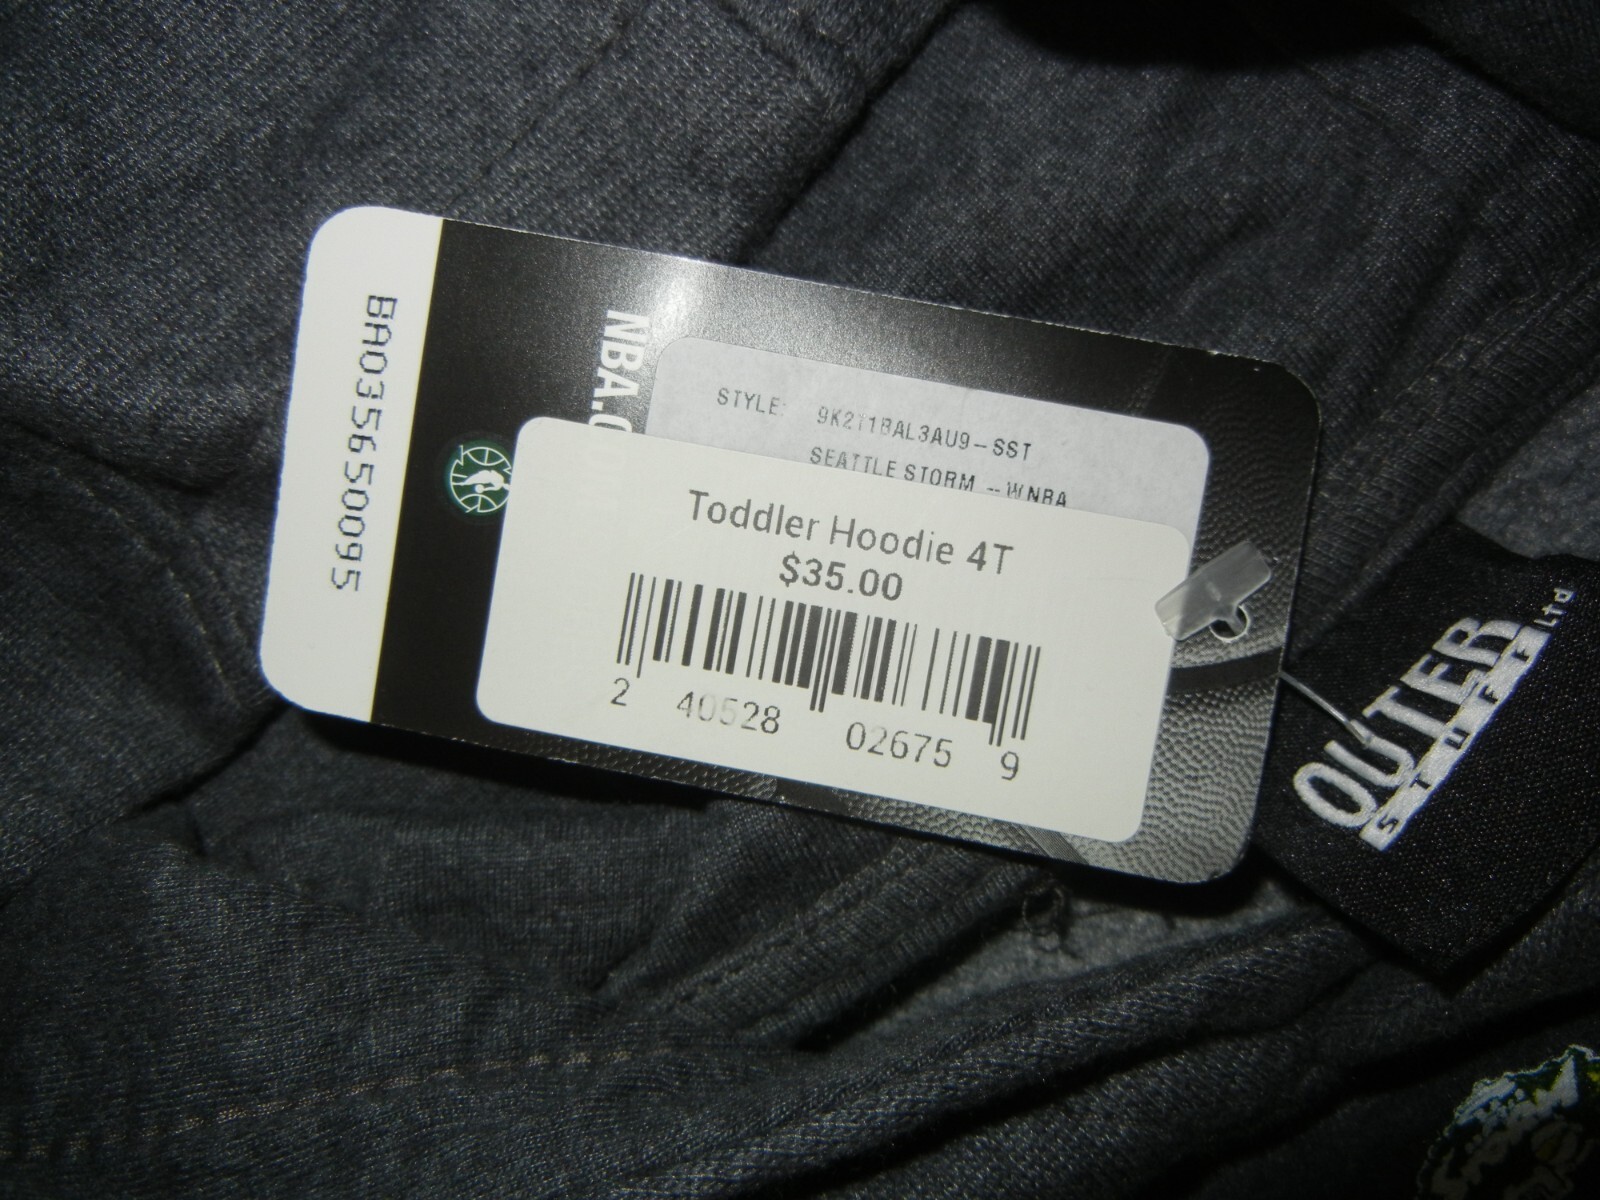 BA035650095
NBA.C
STYLE: 9K2T1BAL3AU9-SST
SEATTLE STORM - WNBA
Toddler Hoodie 4T
$35.00
2 40528 02675 9
OUTER
STUFF
Ltd